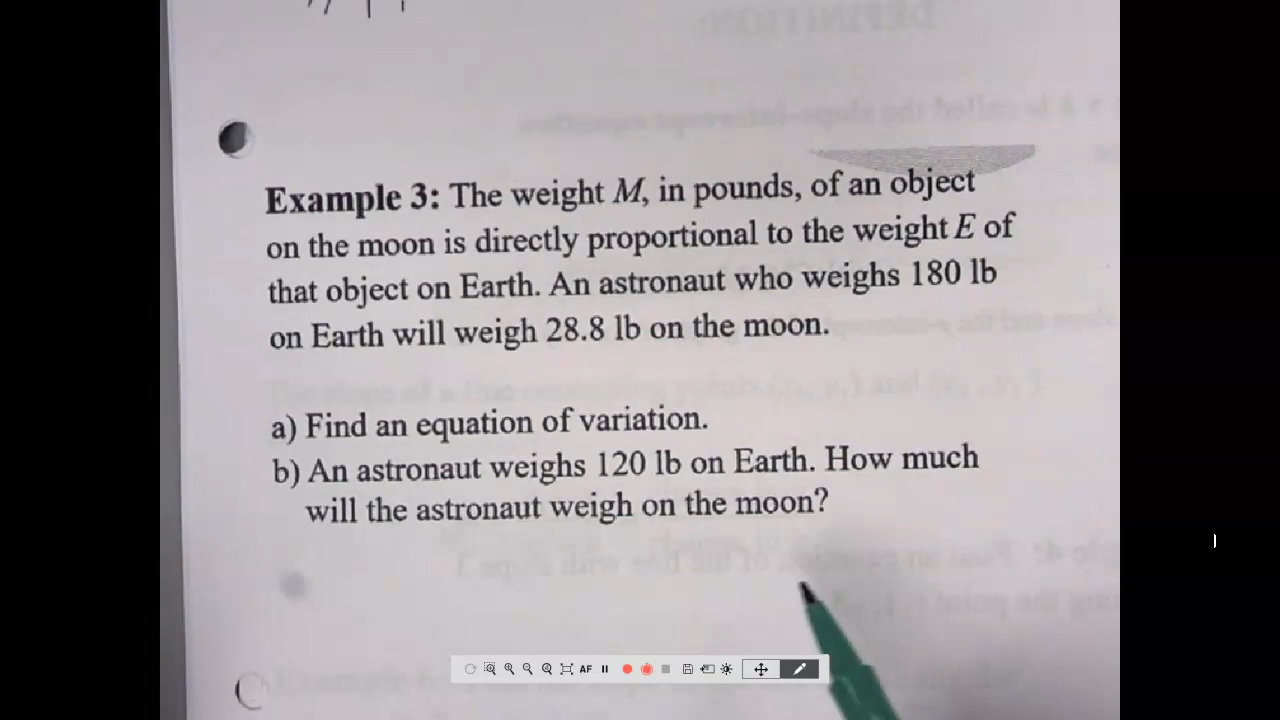 Example 3: The weight M, in pounds, of an object
on the moon is directly proportional to the weight E of
that object on Earth. An astronaut who weighs 180 lb
on Earth will weigh 28.8 lb on the moon.
a) Find an equation of variation.
b) An astronaut weighs 120 lb on Earth. How much
will the astronaut weigh on the moon?
AF